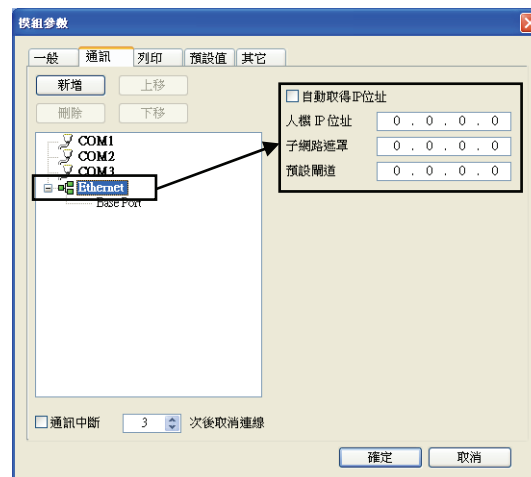 模組參數
一般 通訊 列印 預設值 其它
新增 上移
刪除 下移
COM1
COM2
COM3
Ethernet
Base Port
自動取得IP位址
人機 IP 位址 0 . 0 . 0 . 0
子網路遮罩 0 . 0 . 0 . 0
預設閘道 0 . 0 . 0 . 0
通訊中斷 3 次後取消連線
確定 取消